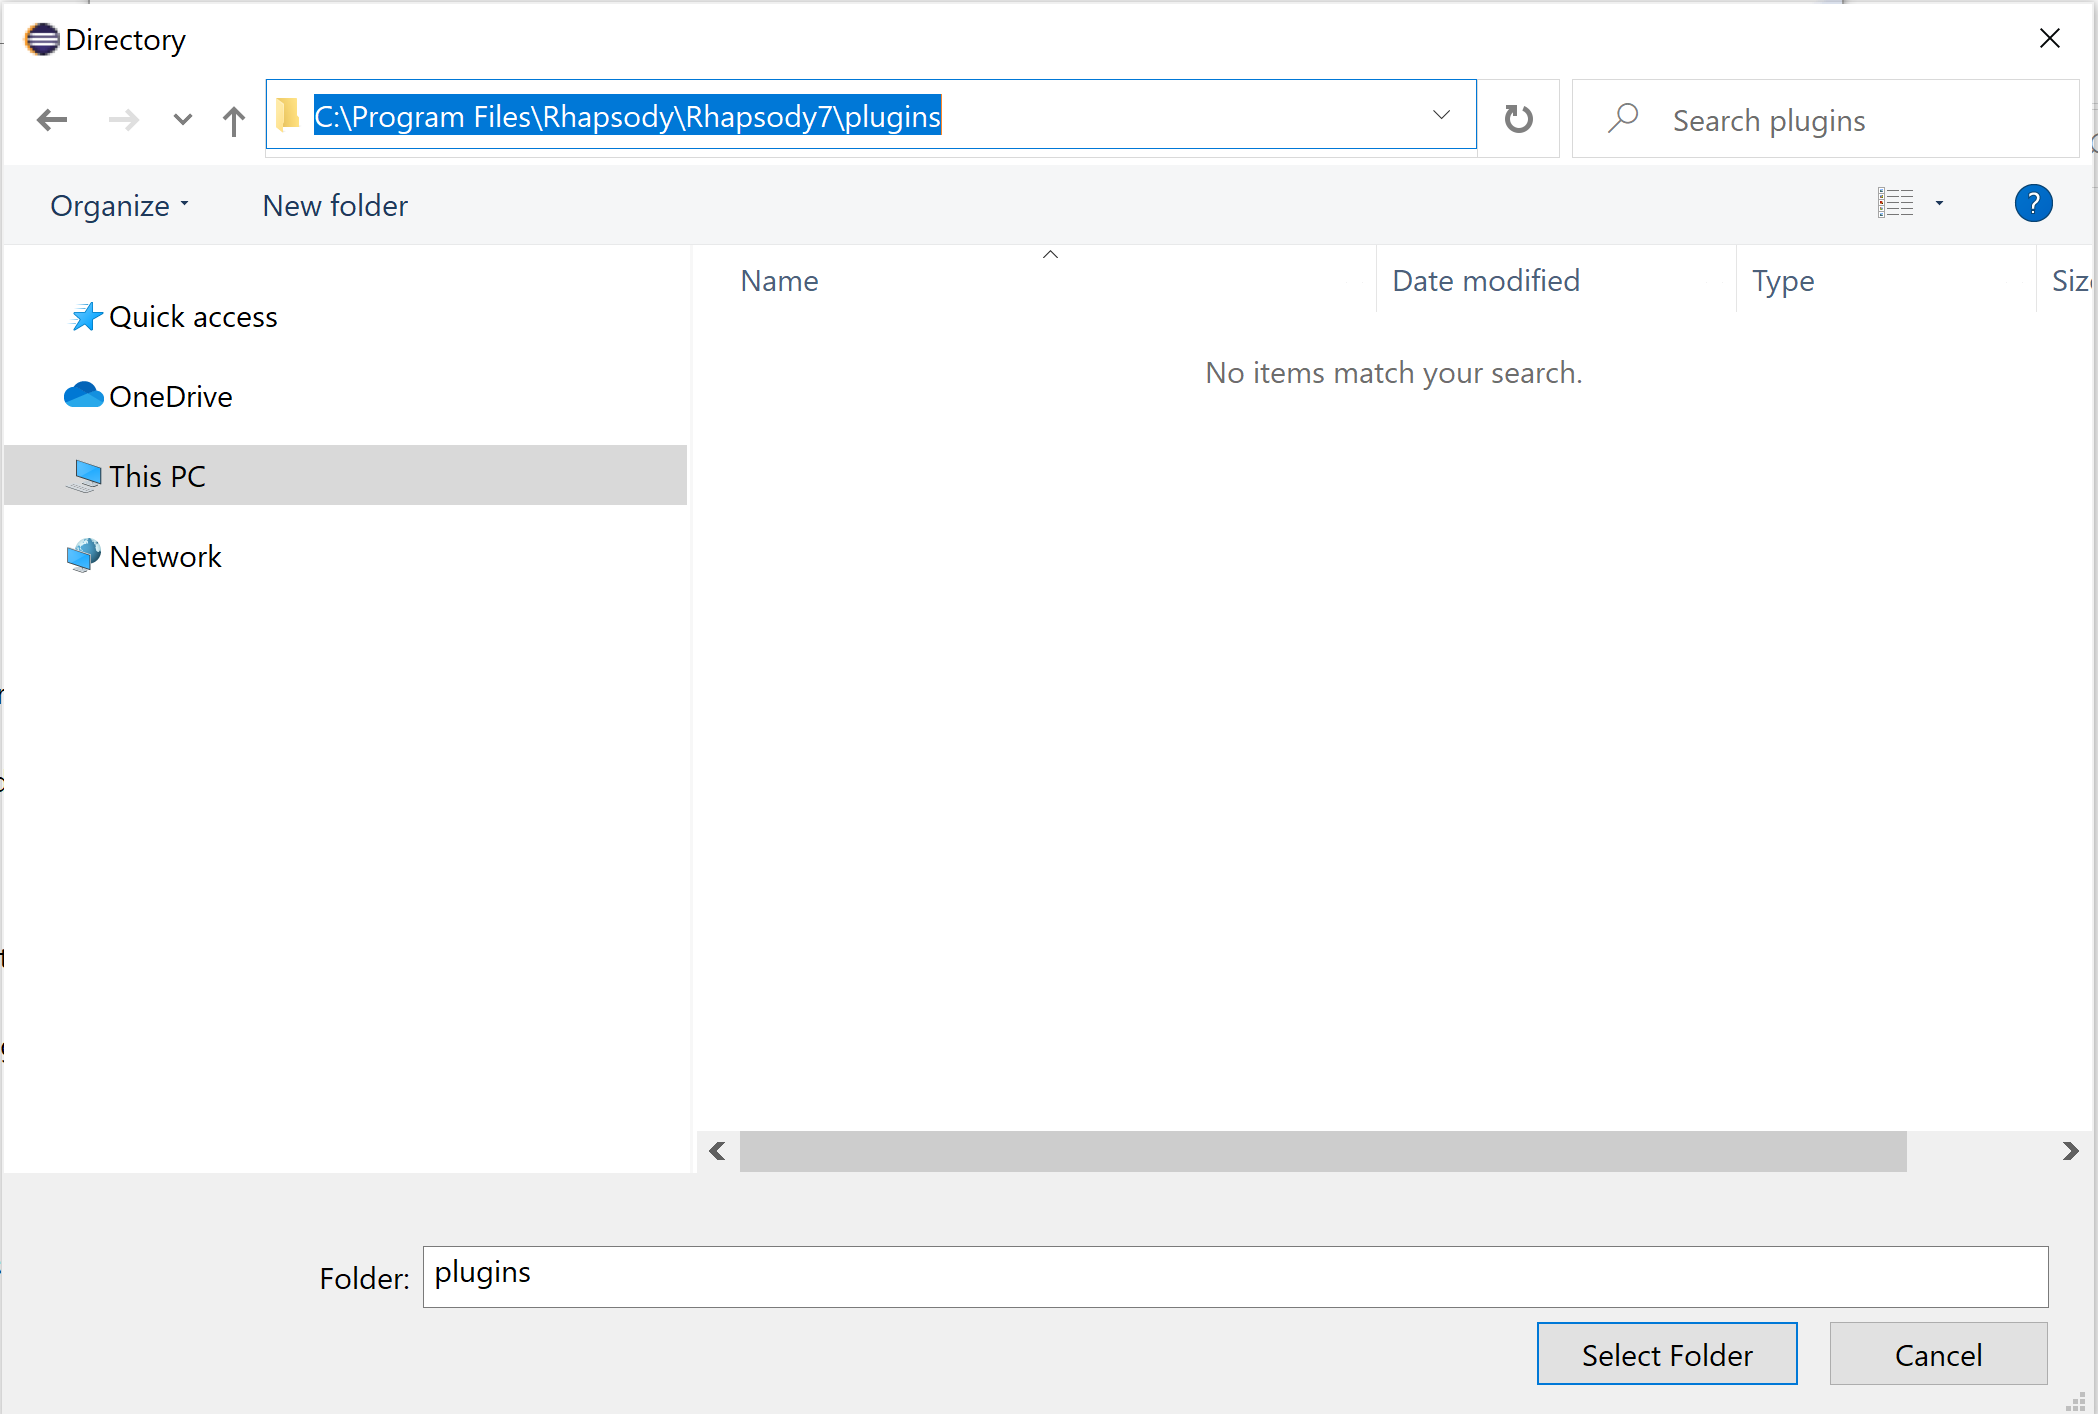 Directory
C:\Program Files\Rhapsody\Rhapsody7\plugins
Search plugins
Organize
New folder
?
Name
Date modified
Type
Quick access
No items match your search.
OneDrive
This PC
Network
Folder:
plugins
Select Folder
Cancel